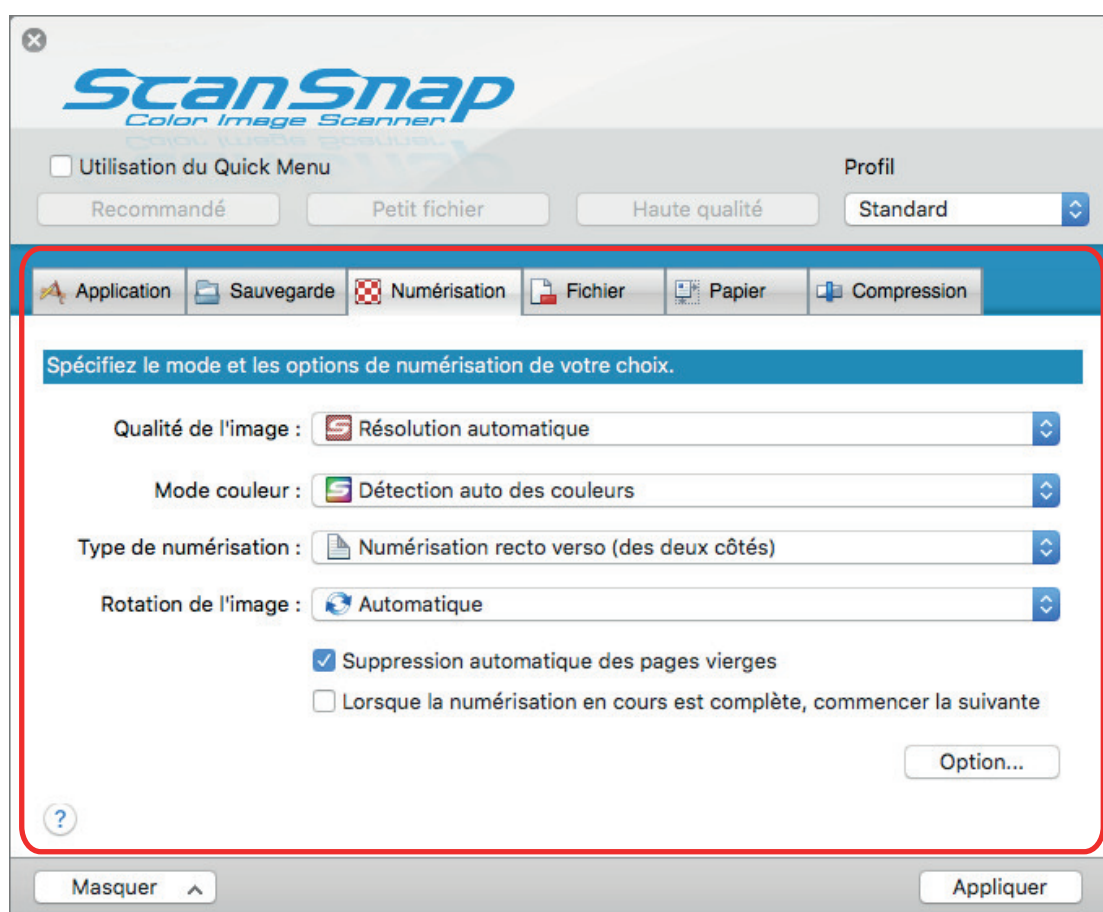 ScanSnap
Color Image Scanner
Utilisation du Quick Menu
Profil
Recommandé Petit fichier Haute qualité Standard
Application Sauvegarde Numérisation Fichier Papier Compression
Spécifiez le mode et les options de numérisation de votre choix.
Qualité de l'image : Résolution automatique
Mode couleur : Détection auto des couleurs
Type de numérisation : Numérisation recto verso (des deux côtés)
Rotation de l'image : Automatique
Suppression automatique des pages vierges
Lorsque la numérisation en cours est complète, commencer la suivante
Option...
?
Masquer Appliquer